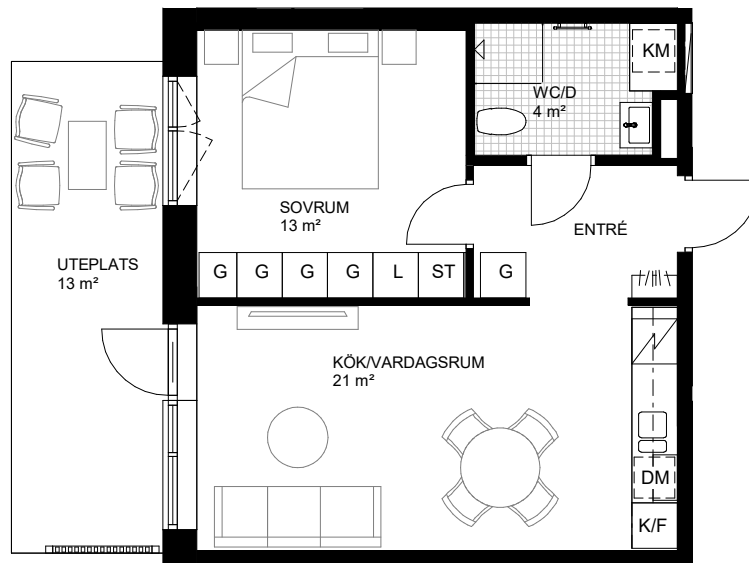 KM
WC/D
4 m²
SOVRUM
13 m²
ENTRÉ
UTEPLATS
13 m²
G G G G L ST G
KÖK/VARDAGSRUM
21 m²
DM
K/F